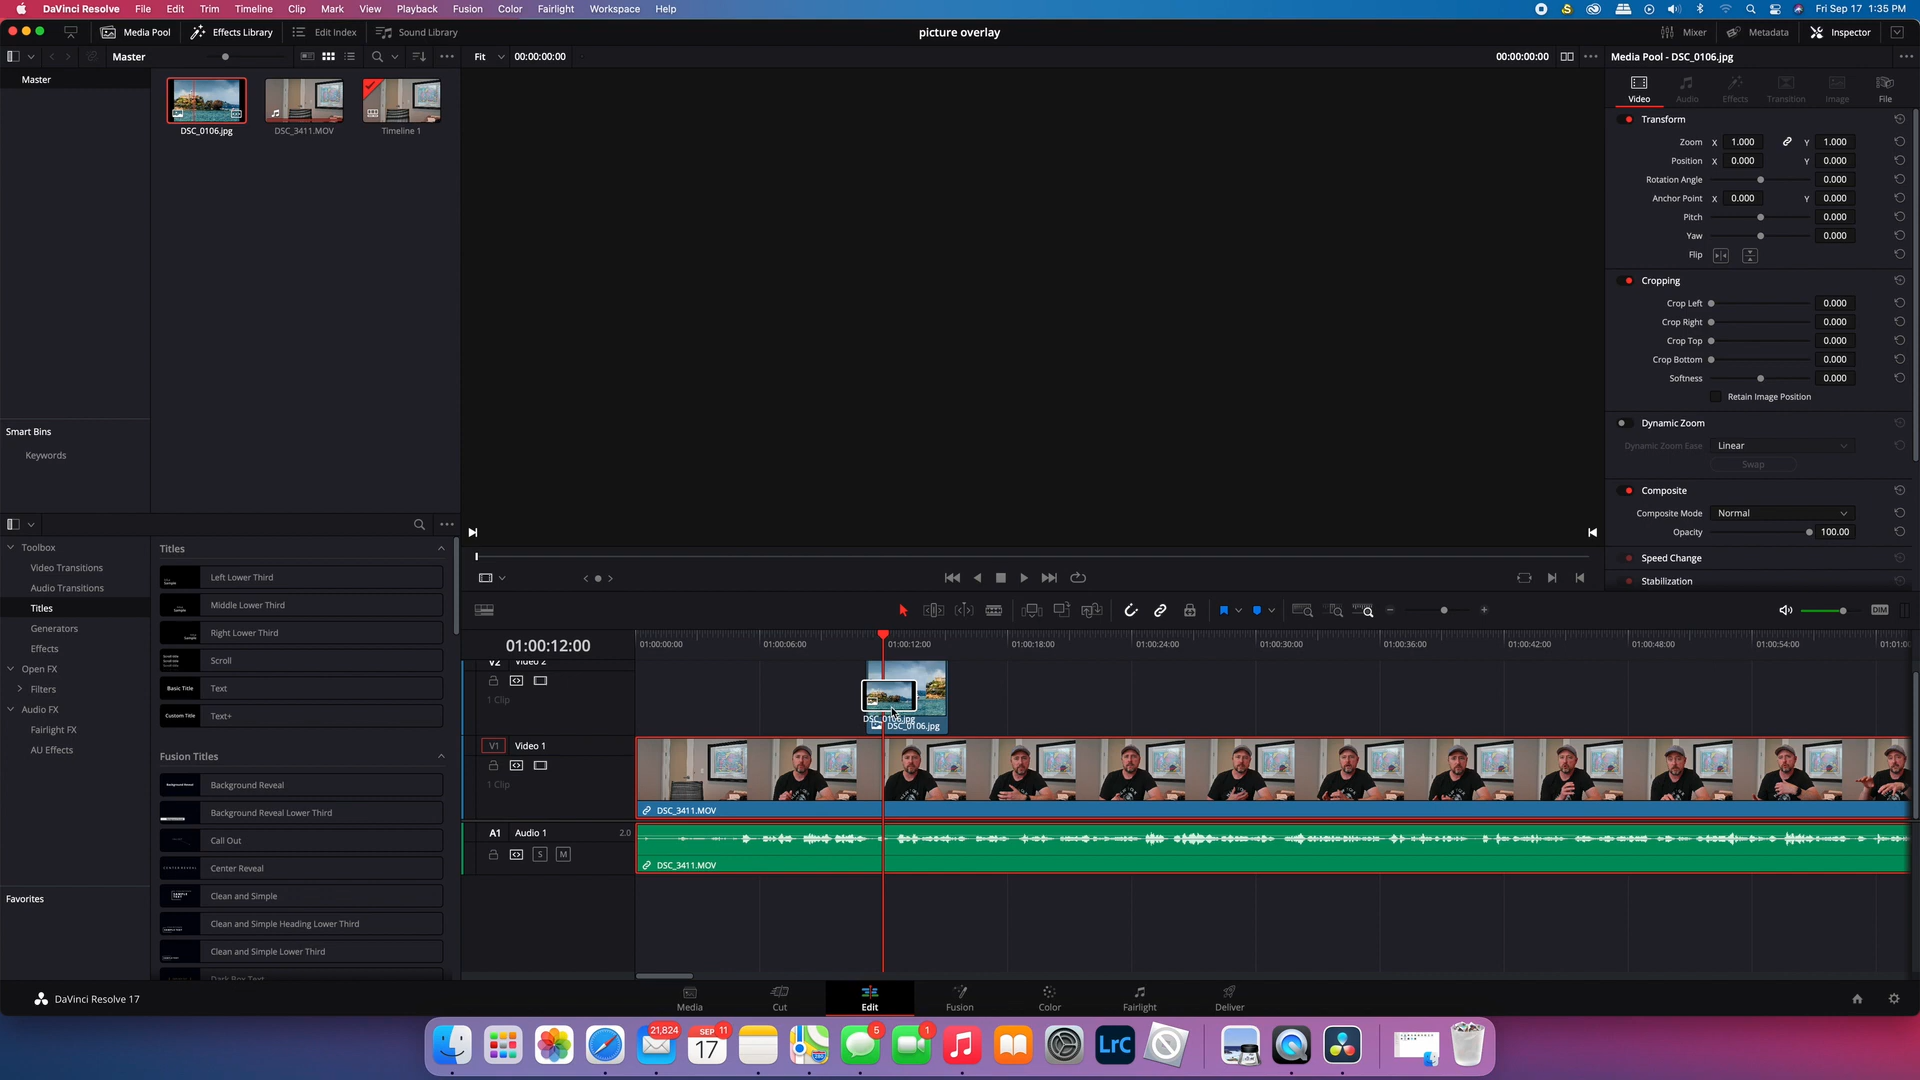 DaVinci Resolve File Edit Trim Timeline Clip Mark View Playback Fusion Color Fairlight Workspace Help
Fri Sep 17 1:35 PM
Media Pool Effects Library Edit Index Sound Library
picture overlay
Mixer Metadata Inspector
Master
Fit 00:00:00:00
00:00:00:00
Media Pool - DSC_0106.jpg
Master
DSC_0106.jpg DSC_3411.MOV Timeline 1
Video Audio Effects Transition Image File
Transform
Zoom X 1.000 Y 1.000
Position X 0.000 Y 0.000
Rotation Angle 0.000
Anchor Point X 0.000 Y 0.000
Pitch 0.000
Yaw 0.000
Flip
Cropping
Crop Left 0.000
Crop Right 0.000
Crop Top 0.000
Crop Bottom 0.000
Softness 0.000
Retain Image Position
Dynamic Zoom
Dynamic Zoom Ease Linear
Swap
Composite
Composite Mode Normal
Opacity 100.00
Speed Change
Stabilization
Smart Bins
Keywords
Toolbox
Video Transitions
Audio Transitions
Titles
Generators
Effects
Open FX
Filters
Audio FX
Fairlight FX
AU Effects
Favorites
Titles
Left Lower Third
Middle Lower Third
Right Lower Third
Scroll
Basic Title Text
Custom Title Text+
Fusion Titles
Background Reveal
Background Reveal Lower Third
Call Out
Center Reveal
Clean and Simple
Clean and Simple Heading Lower Third
Clean and Simple Lower Third
Dark Box Text
DIM
01:00:12:00
01:00:00:00 01:00:06:00 01:00:12:00 01:00:18:00 01:00:24:00 01:00:30:00 01:00:36:00 01:00:42:00 01:00:48:00 01:00:54:00
V2 Video 2
1 Clip
DSC_0106.jpg
DSC_0106.jpg
V1 Video 1
1 Clip
DSC_3411.MOV
A1 Audio 1 2.0
S M
DSC_3411.MOV
DaVinci Resolve 17
Media Cut Edit Fusion Color Fairlight Deliver
21,824
SEP 11
17
5
1
LrC